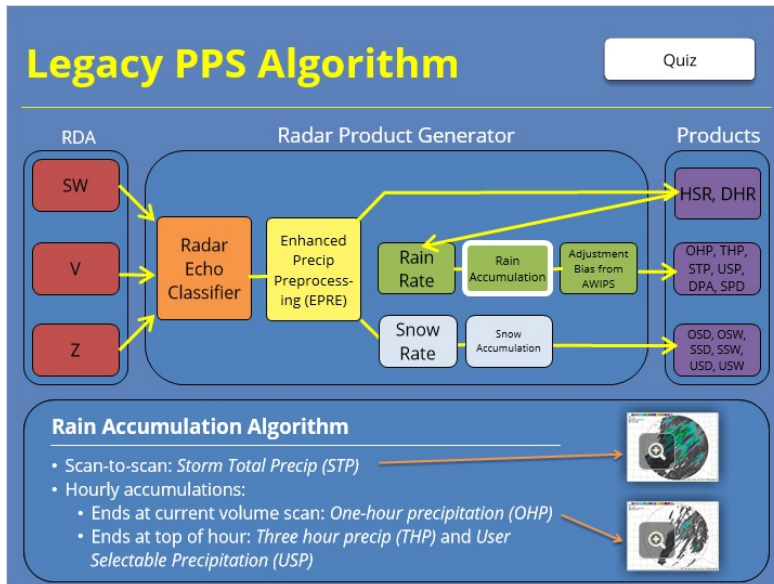 Legacy PPS Algorithm
Quiz
RDA
Radar Product Generator
Products
SW
V
Z
Radar
Echo
Classifier
Enhanced
Precip
Preprocess-
ing (EPRE)
Rain
Rate
Rain
Accumulation
Adjustment
Bias from
AWIPS
Snow
Rate
Snow
Accumulation
HSR, DHR
OHP, THP,
STP, USP,
DPA, SPD
OSD, OSW,
SSD, SSW,
USD, USW
Rain Accumulation Algorithm
• Scan-to-scan: Storm Total Precip (STP)
• Hourly accumulations:
• Ends at current volume scan: One-hour precipitation (OHP)
• Ends at top of hour: Three hour precip (THP) and User
Selectable Precipitation (USP)